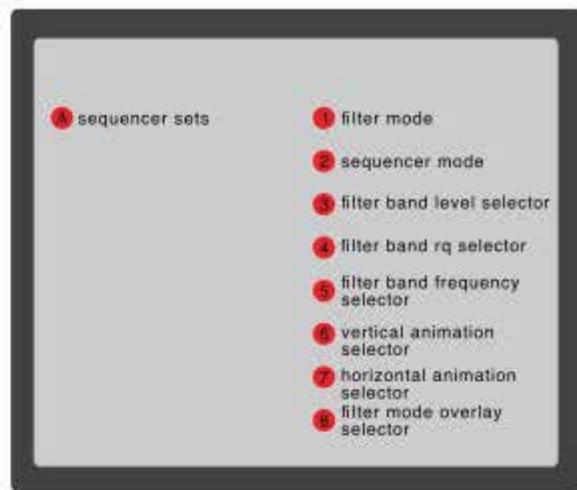 A sequencer sets
1 filter mode
2 sequencer mode
3 filter band level selector
4 filter band rq selector
5 filter band frequency
selector
6 vertical animation
selector
7 horizontal animation
selector
8 filter mode overlay
selector